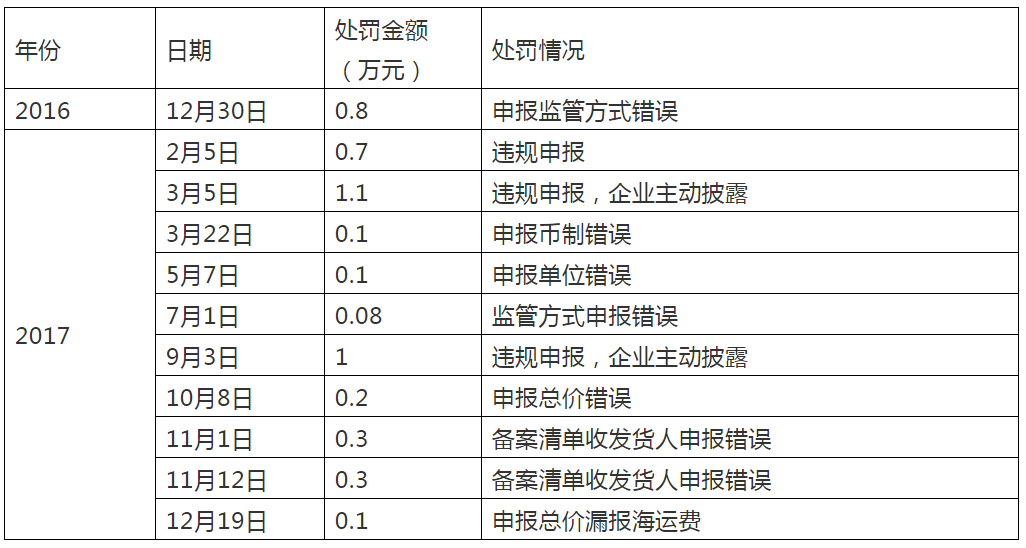 年份 日期 处罚金额 处罚情况
（万元）
2016 12月30日 0.8 申报监管方式错误
2017 2月5日 0.7 违规申报
3月5日 1.1 违规申报，企业主动披露
3月22日 0.1 申报币制错误
5月7日 0.1 申报单位错误
7月1日 0.08 监管方式申报错误
9月3日 1 违规申报，企业主动披露
10月8日 0.2 申报总价错误
11月1日 0.3 备案清单收发货人申报错误
11月12日 0.3 备案清单收发货人申报错误
12月19日 0.1 申报总价漏报海运费